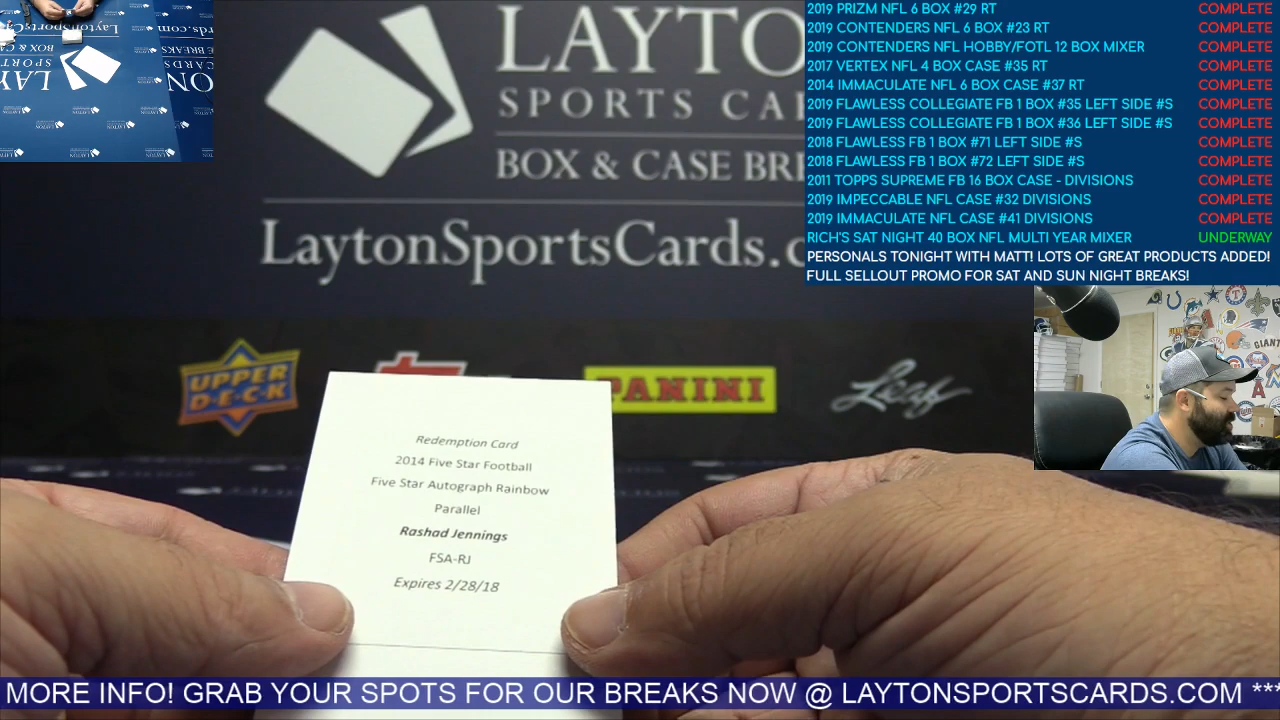 LAYTO
SPORTS CA
BOX & CASE BRE
LaytonSportsCards.c
2019 PRIZM NFL 6 BOX #29 RT COMPLETE
2019 CONTENDERS NFL 6 BOX #23 RT COMPLETE
2019 CONTENDERS NFL HOBBY/FOTL 12 BOX MIXER COMPLETE
2017 VERTEX NFL 4 BOX CASE #35 RT COMPLETE
2014 IMMACULATE NFL 6 BOX CASE #37 RT COMPLETE
2019 FLAWLESS COLLEGIATE FB 1 BOX #35 LEFT SIDE #S COMPLETE
2019 FLAWLESS COLLEGIATE FB 1 BOX #36 LEFT SIDE #S COMPLETE
2018 FLAWLESS FB 1 BOX #71 LEFT SIDE #S COMPLETE
2018 FLAWLESS FB 1 BOX #72 LEFT SIDE #S COMPLETE
2011 TOPPS SUPREME FB 16 BOX CASE - DIVISIONS COMPLETE
2019 IMPECCABLE NFL CASE #32 DIVISIONS COMPLETE
2019 IMMACULATE NFL CASE #41 DIVISIONS COMPLETE
RICH'S SAT NIGHT 40 BOX NFL MULTI YEAR MIXER UNDERWAY
PERSONALS TONIGHT WITH MATT! LOTS OF GREAT PRODUCTS ADDED!
FULL SELLOUT PROMO FOR SAT AND SUN NIGHT BREAKS!
UPPER
DECK
PANINI
Leaf
GIANTS
Redemption Card
2014 Five Star Football
Five Star Autograph Rainbow
Parallel
Rashad Jennings
FSA-RJ
Expires 2/28/18
MORE INFO! GRAB YOUR SPOTS FOR OUR BREAKS NOW @ LAYTONSPORTSCARDS.COM ***